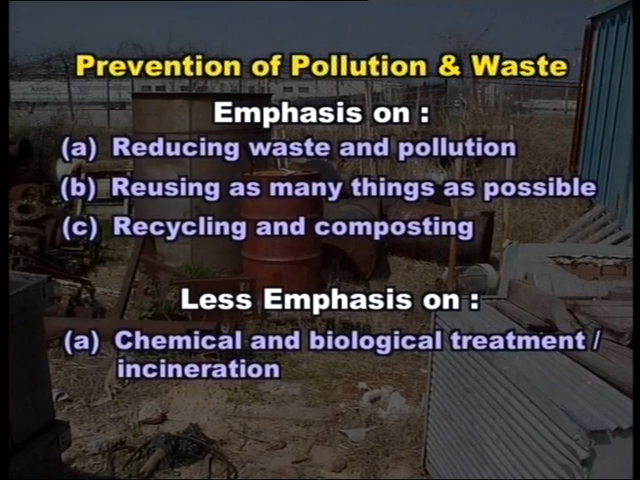 Prevention of Pollution & Waste
Emphasis on :
(a) Reducing waste and pollution
(b) Reusing as many things as possible
(c) Recycling and composting
Less Emphasis on :
(a) Chemical and biological treatment /
incineration